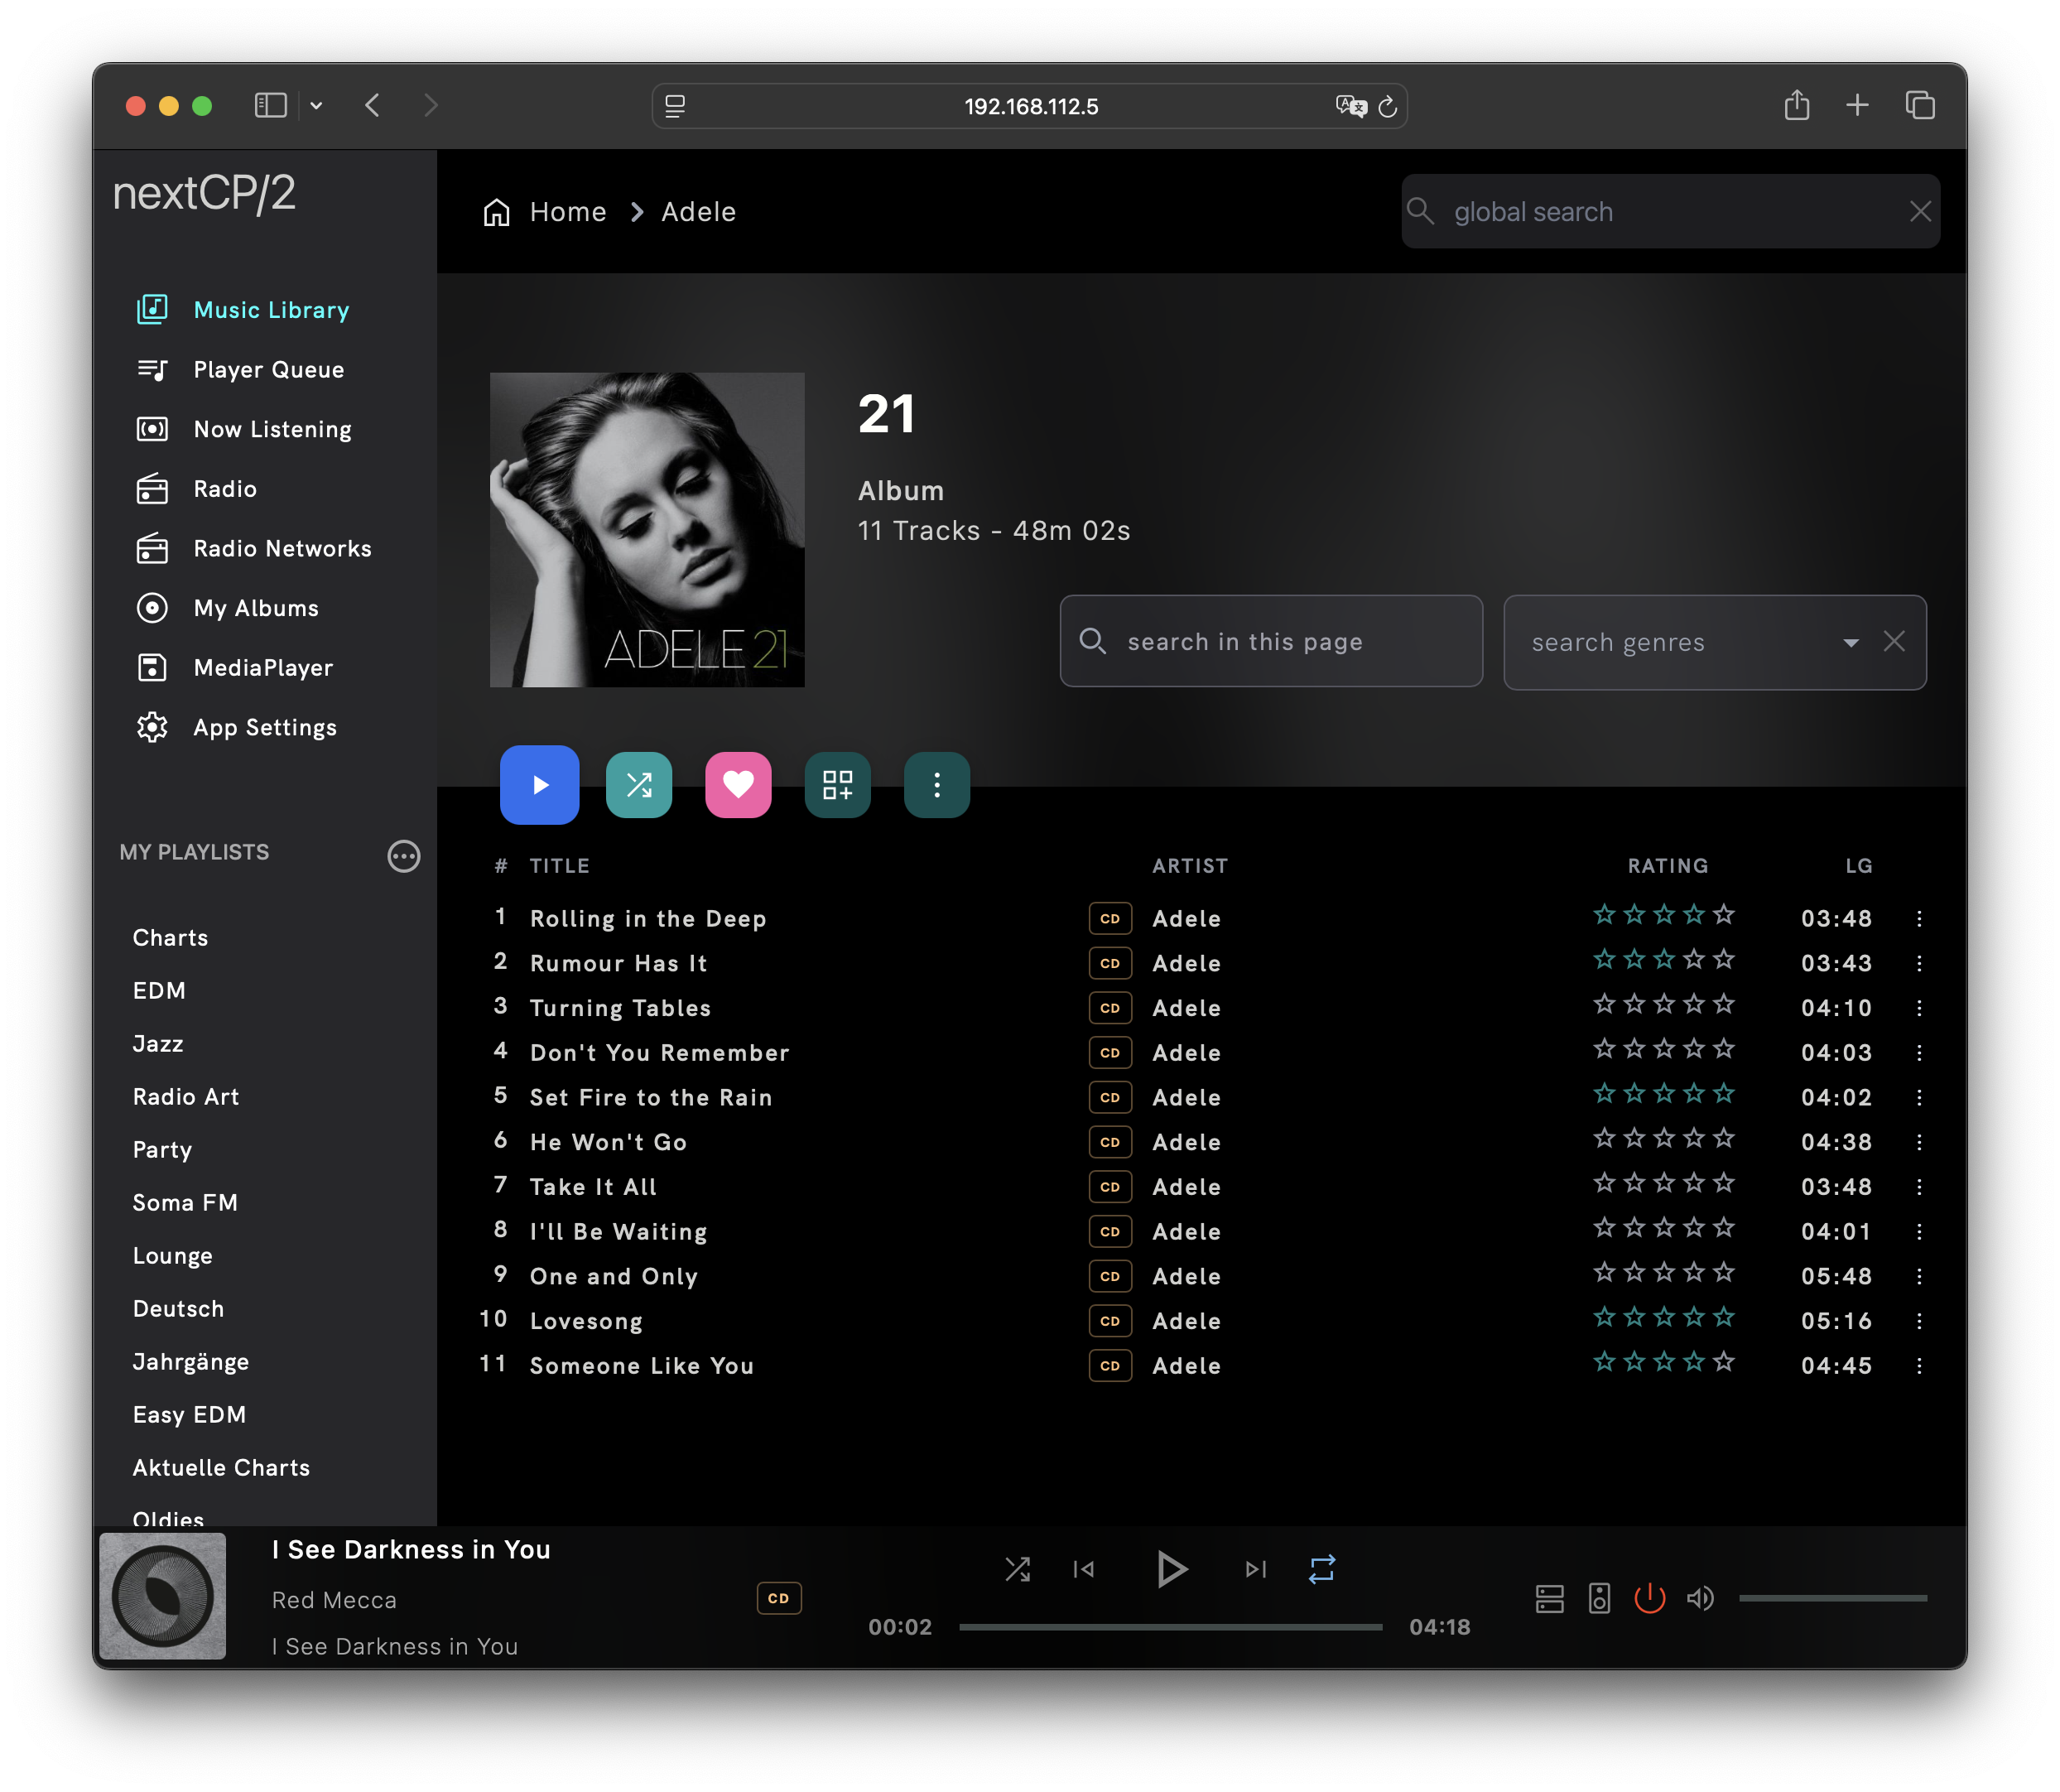 192.168.112.5
nextCP/2
Home > Adele
global search
Music Library
Player Queue
Now Listening
Radio
Radio Networks
My Albums
MediaPlayer
App Settings
MY PLAYLISTS
Charts
EDM
Jazz
Radio Art
Party
Soma FM
Lounge
Deutsch
Jahrgänge
Easy EDM
Aktuelle Charts
Oldies
ADELE 21
21
Album
11 Tracks - 48m 02s
search in this page
search genres
# TITLE ARTIST RATING LG
1 Rolling in the Deep CD Adele 03:48
2 Rumour Has It CD Adele 03:43
3 Turning Tables CD Adele 04:10
4 Don't You Remember CD Adele 04:03
5 Set Fire to the Rain CD Adele 04:02
6 He Won't Go CD Adele 04:38
7 Take It All CD Adele 03:48
8 I'll Be Waiting CD Adele 04:01
9 One and Only CD Adele 05:48
10 Lovesong CD Adele 05:16
11 Someone Like You CD Adele 04:45
I See Darkness in You
Red Mecca
I See Darkness in You
CD
00:02
04:18